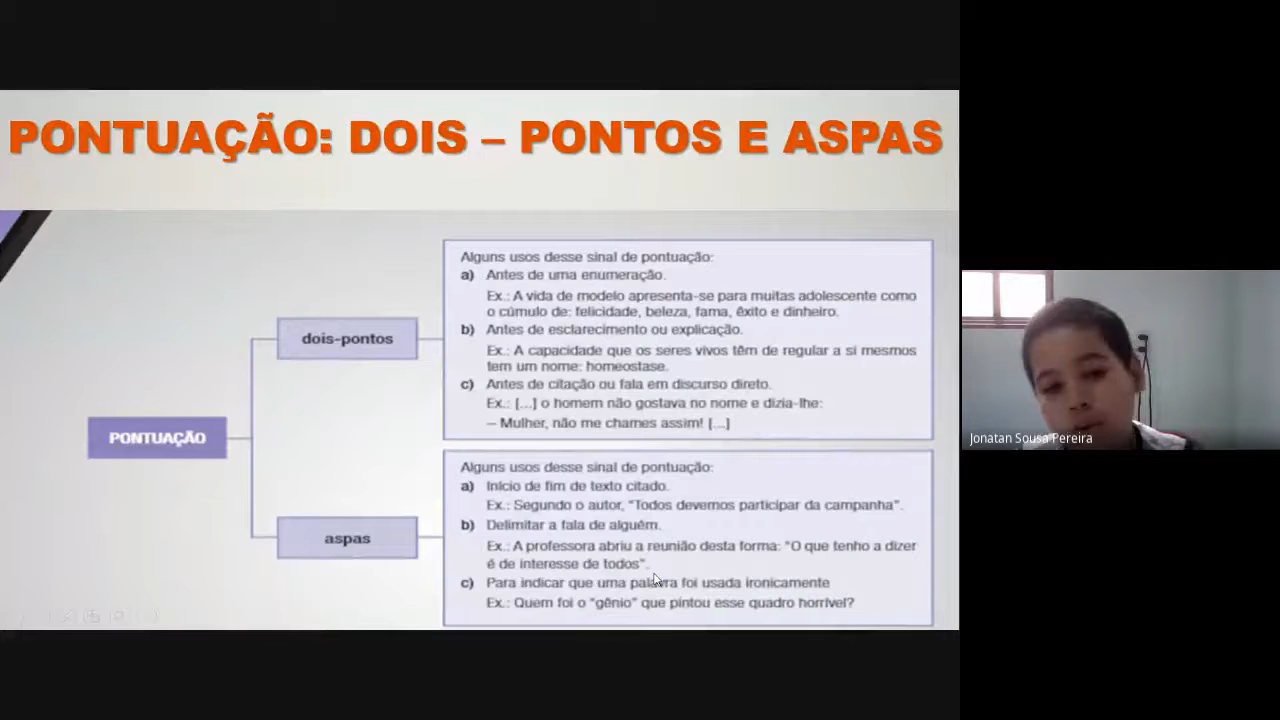 PONTUAÇÃO: DOIS – PONTOS E ASPAS
PONTUAÇÃO
dois-pontos
Alguns usos desse sinal de pontuação:
a) Antes de uma enumeração.
Ex.: A vida de modelo apresenta-se para muitas adolescente como
o cúmulo de: felicidade, beleza, fama, êxito e dinheiro.
b) Antes de esclarecimento ou explicação.
Ex.: A capacidade que os seres vivos têm de regular a si mesmos
tem um nome: homeostase.
c) Antes de citação ou fala em discurso direto.
Ex.: [...] o homem não gostava no nome e dizia-lhe:
– Mulher, não me chames assim! [...]
aspas
Alguns usos desse sinal de pontuação:
a) Início de fim de texto citado.
Ex.: Segundo o autor, "Todos devemos participar da campanha".
b) Delimitar a fala de alguém.
Ex.: A professora abriu a reunião desta forma: "O que tenho a dizer
é de interesse de todos".
c) Para indicar que uma palavra foi usada ironicamente
Ex.: Quem foi o "gênio" que pintou esse quadro horrível?
Jonatan Sousa Pereira